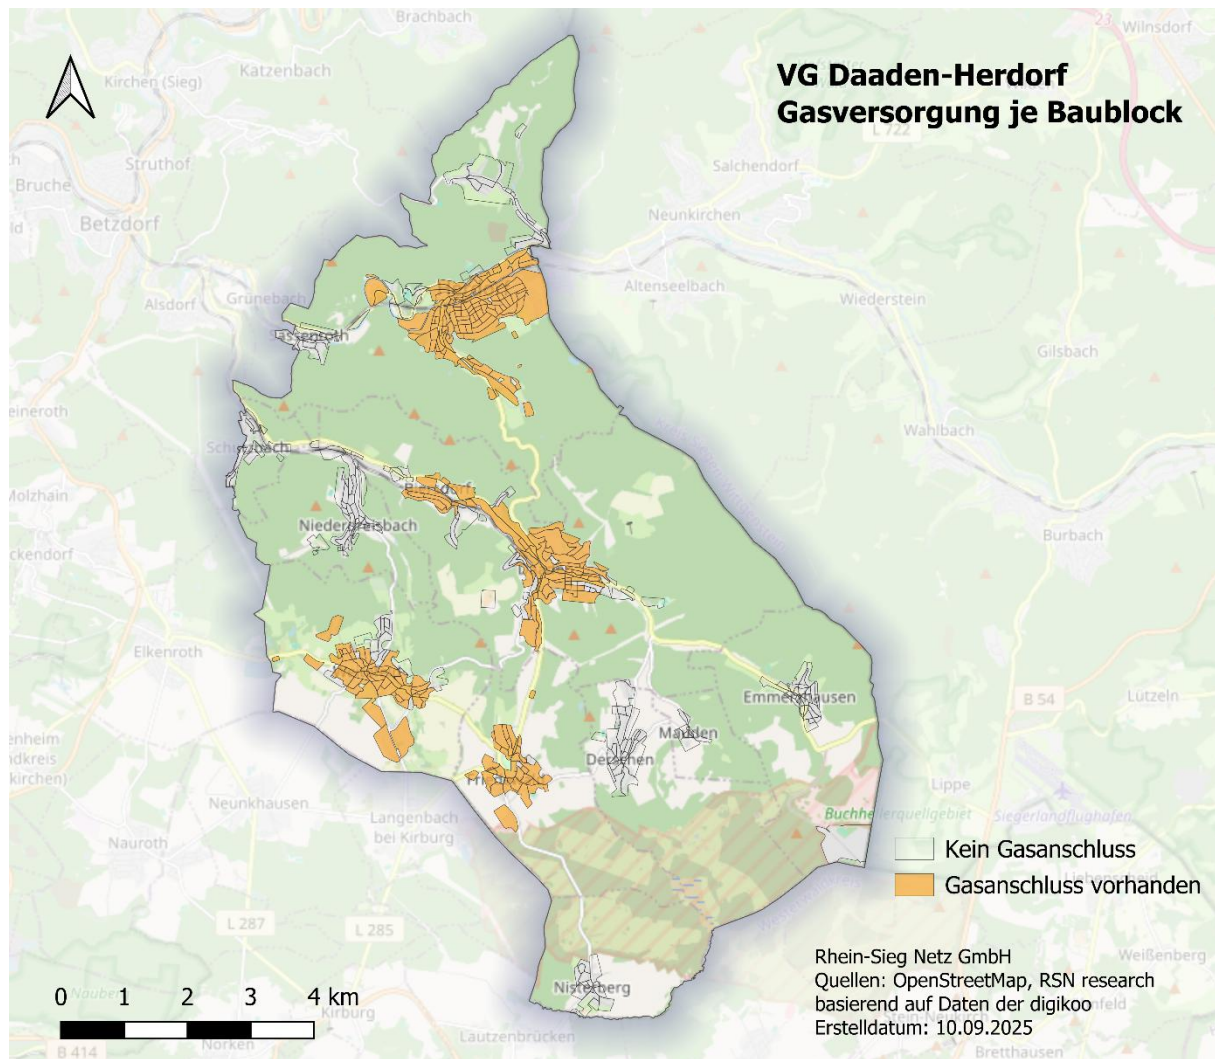 Brachbach
23
Wilnsdorf
Katzenbach
Kirchen (Sieg)
VG Daaden-Herdorf
Gasversorgung je Baublock
L 722
Struthof
Salchendorf
Bruche
Betzdorf
Neunkirchen
Altenseelbach
Grünebach
Alsdorf
Wiederstein
Gilsbach
Wahlbach
Molzhain
Niederdreisbach
Burbach
Elkenroth
Emmerzhausen
B 54
Lützeln
Derschen
Neunkhausen
Langenbach
bei Kirburg
Lippe
Siegerlandflughafen
Nauroth
Kein Gasanschluss
Gasanschluss vorhanden
L 287
L 285
Weißenberg
Rhein-Sieg Netz GmbH
Quellen: OpenStreetMap, RSN research
basierend auf Daten der digikoo
Erstelldatum: 10.09.2025
Nisterberg
0 1 2 3 4 km
Kirburg
Lautzenbrücken
Norken
B 414
Bretthausen